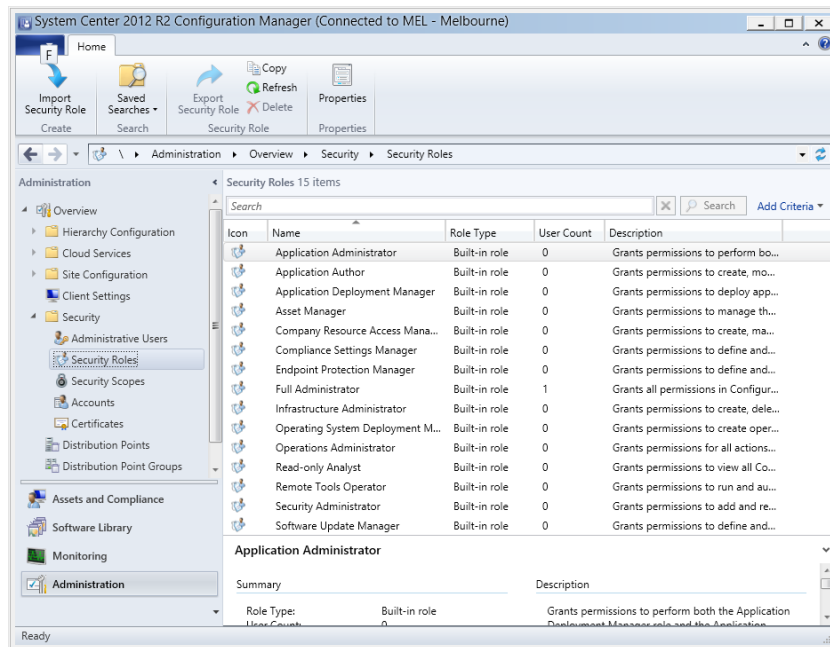 System Center 2012 R2 Configuration Manager (Connected to MEL - Melbourne)
F
Home
Import Security Role
Saved Searches
Export Security Role
Copy
Refresh
Delete
Properties
Create
Search
Security Role
Properties
\ Administration Overview Security Security Roles
Administration
Overview
Hierarchy Configuration
Cloud Services
Site Configuration
Client Settings
Security
Administrative Users
Security Roles
Security Scopes
Accounts
Certificates
Distribution Points
Distribution Point Groups
Assets and Compliance
Software Library
Monitoring
Administration
Security Roles 15 items
Search
Search
Add Criteria
Icon Name Role Type User Count Description
Application Administrator Built-in role 0 Grants permissions to perform bo...
Application Author Built-in role 0 Grants permissions to create, mo...
Application Deployment Manager Built-in role 0 Grants permissions to deploy app...
Asset Manager Built-in role 0 Grants permissions to manage th...
Company Resource Access Mana... Built-in role 0 Grants permissions to create, ma...
Compliance Settings Manager Built-in role 0 Grants permissions to define and...
Endpoint Protection Manager Built-in role 0 Grants permissions to define and...
Full Administrator Built-in role 1 Grants all permissions in Configur...
Infrastructure Administrator Built-in role 0 Grants permissions to create, dele...
Operating System Deployment M... Built-in role 0 Grants permissions to create oper...
Operations Administrator Built-in role 0 Grants permissions for all actions...
Read-only Analyst Built-in role 0 Grants permissions to view all Co...
Remote Tools Operator Built-in role 0 Grants permissions to run and au...
Security Administrator Built-in role 0 Grants permissions to add and re...
Software Update Manager Built-in role 0 Grants permissions to define and...
Application Administrator
Summary
Role Type: Built-in role
User Count: 0
Description
Grants permissions to perform both the Application
Deployment Manager role and the Application
Ready